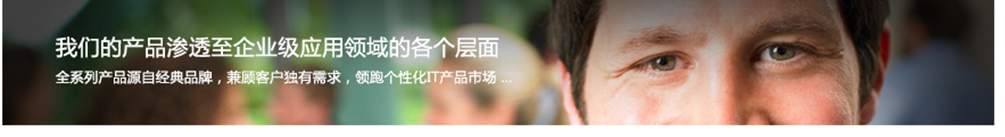 我们的产品渗透至企业级应用领域的各个层面
全系列产品源自经典品牌，兼顾客户独有需求，领跑个性化IT产品市场 ...